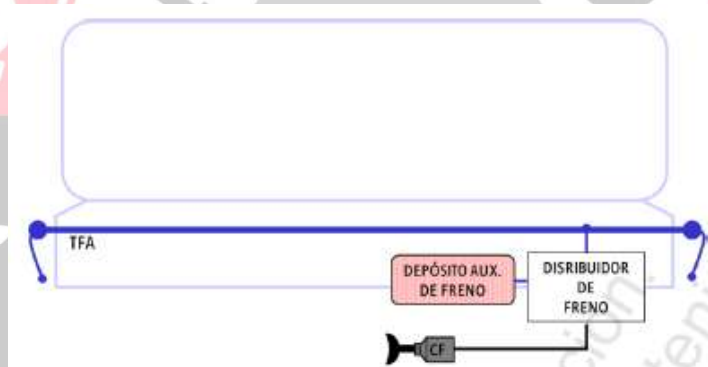 TFA
DEPÓSITO AUX.
DE FRENO
DISRIBUIDOR
DE
FRENO
CF